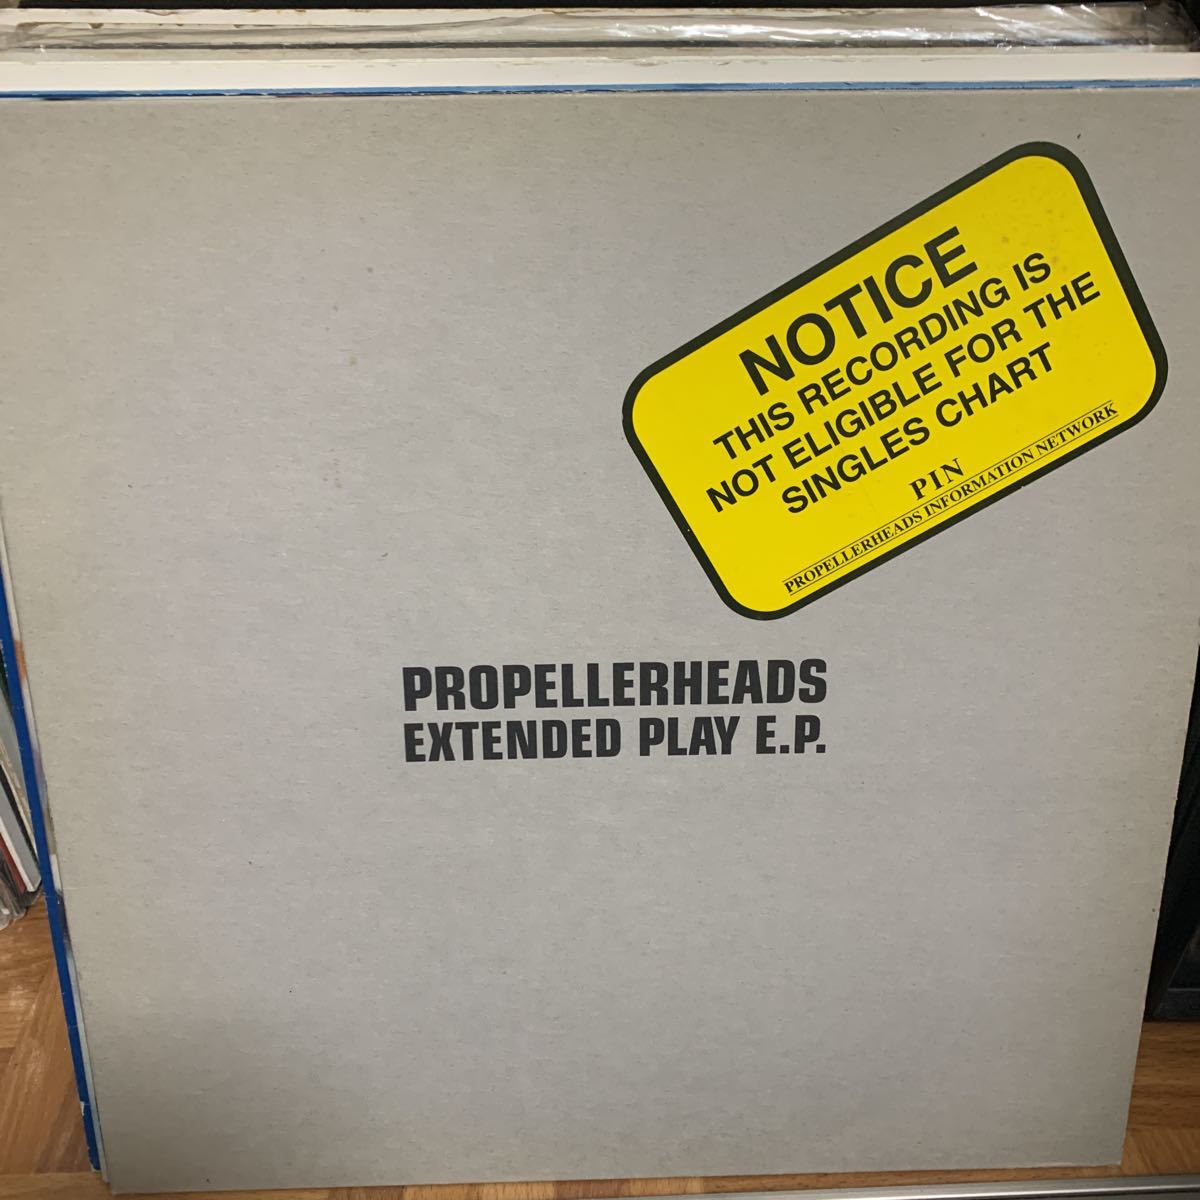 NOTICE
THIS RECORDING IS
NOT ELIGIBLE FOR THE
SINGLES CHART
PIN
PROPELLERHEADS INFORMATION NETWORK
PROPELLERHEADS
EXTENDED PLAY E.P.